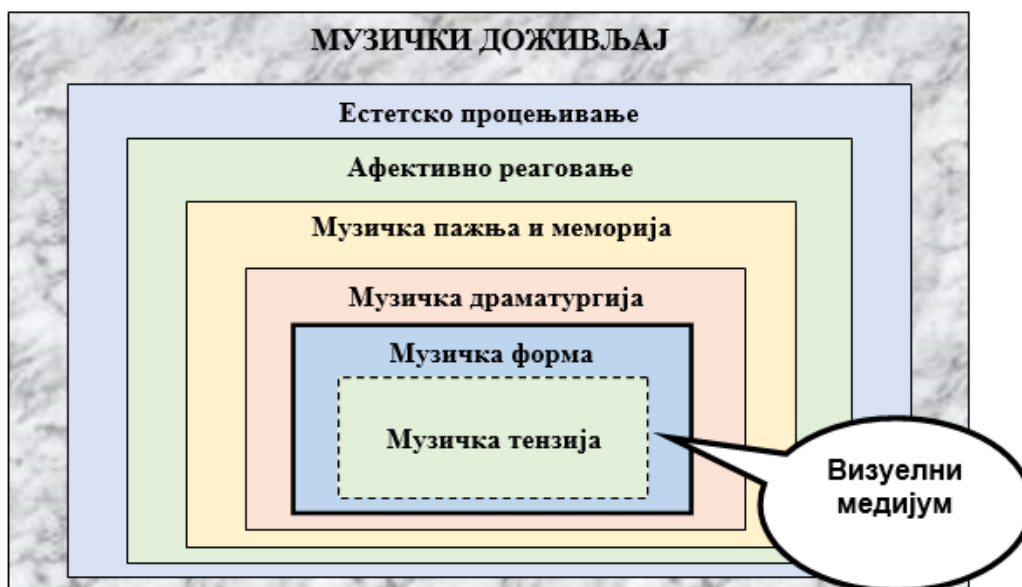 МУЗИЧКИ ДОЖИВЉАЈ
Естетско процењивање
Афективно реаговање
Музичка пажња и меморија
Музичка драматургија
Музичка форма
Музичка тензија
Визуелни
медијум